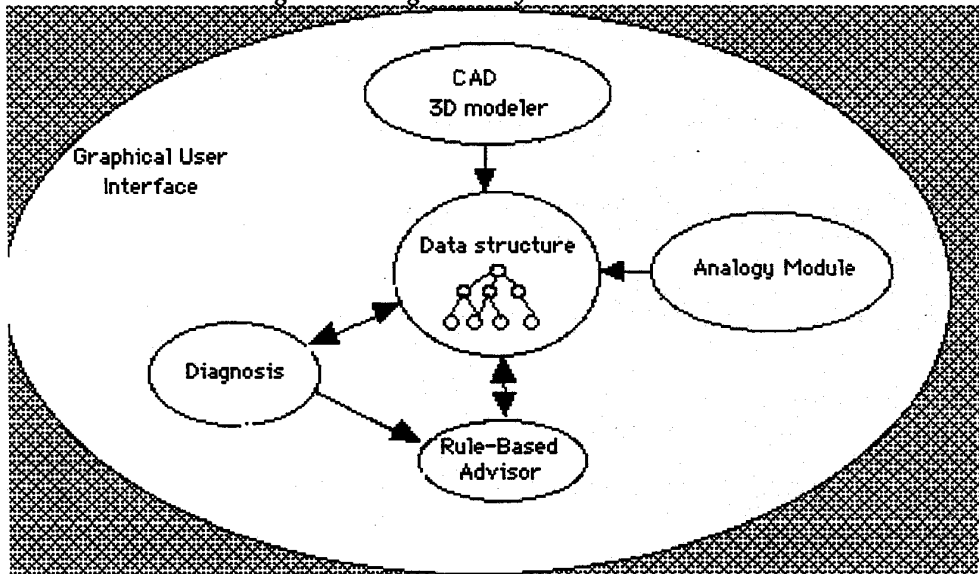 CAD
3D modeler
Graphical User
Interface
Data structure
Analogy Module
Diagnosis
Rule-Based
Advisor